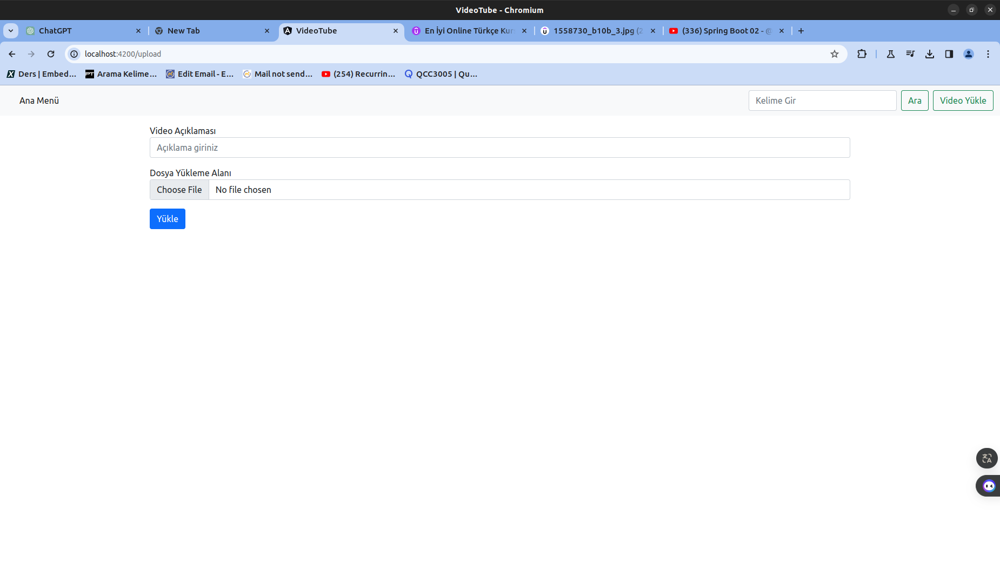 VideoTube - Chromium
ChatGPT
New Tab
VideoTube
En İyi Online Türkçe Kur
1558730_b10b_3.jpg (2
(336) Spring Boot 02 - @
localhost:4200/upload
Ders | Embed...
Arama Kelime...
Edit Email - E...
Mail not send...
(254) Recurrin...
QCC3005 | Qu...
Ana Menü
Kelime Gir
Ara
Video Yükle
Video Açıklaması
Açıklama giriniz
Dosya Yükleme Alanı
Choose File
No file chosen
Yükle